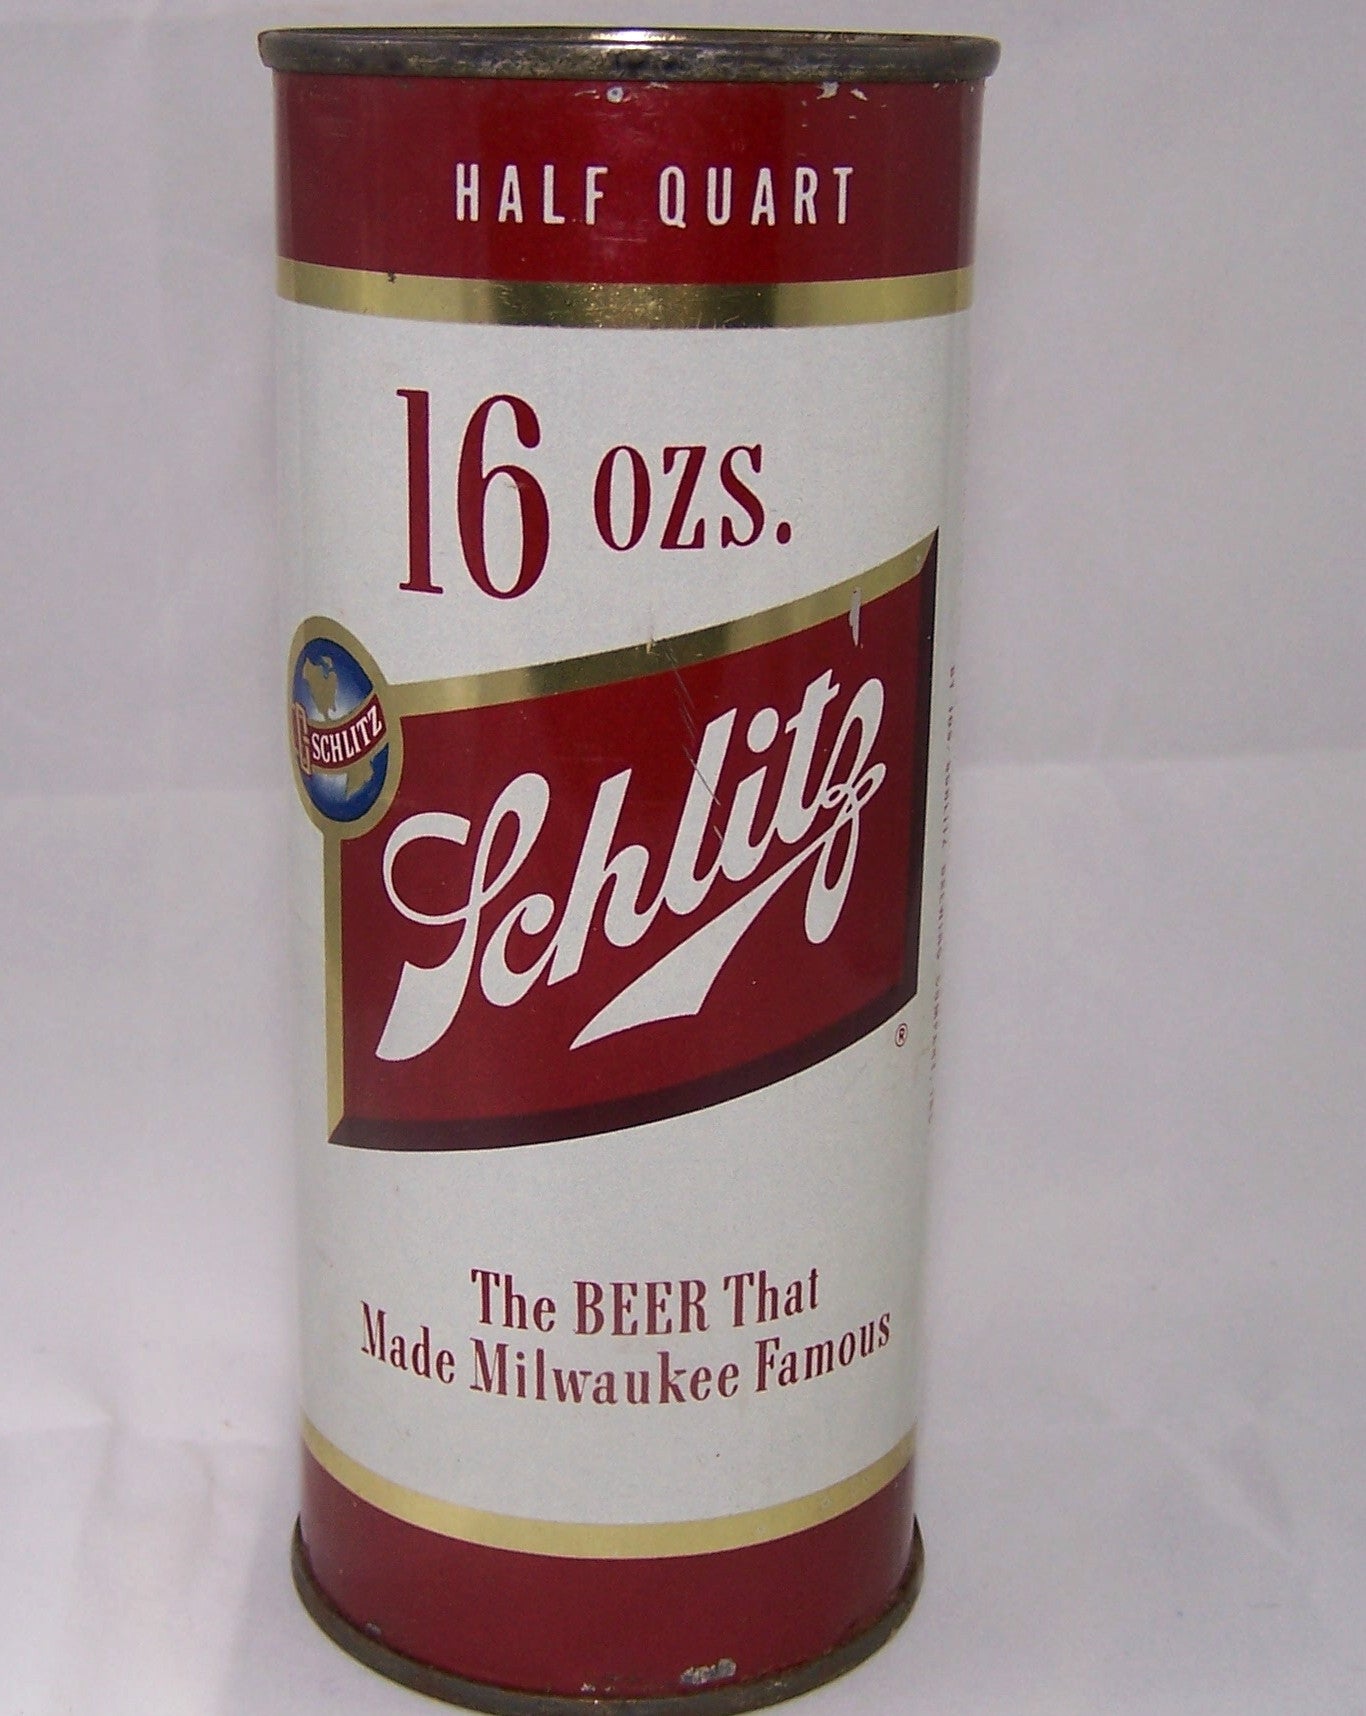 HALF QUART
16 ozs.
SCHLITZ
Schlitz
®
The BEER That
Made Milwaukee Famous